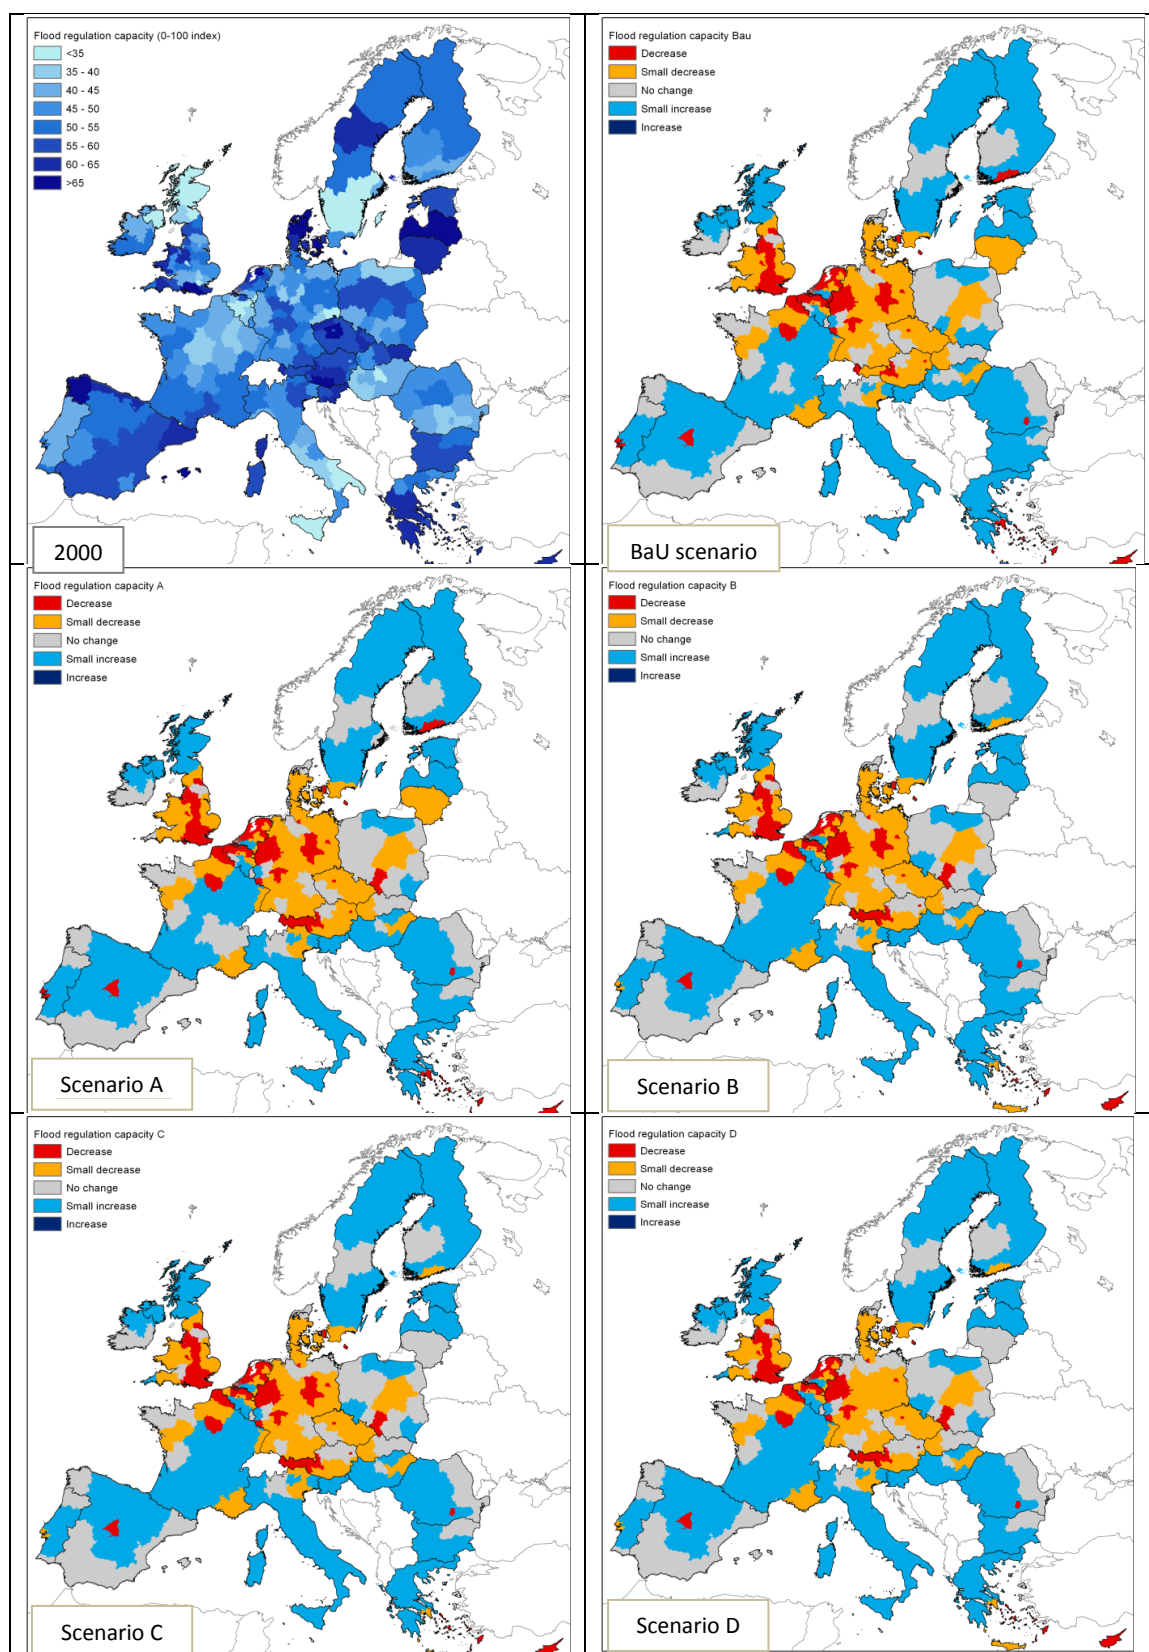 Flood regulation capacity (0-100 index)
<35
35 - 40
40 - 45
45 - 50
50 - 55
55 - 60
60 - 65
>65
2000
Flood regulation capacity Bau
Decrease
Small decrease
No change
Small increase
Increase
BaU scenario
Flood regulation capacity A
Decrease
Small decrease
No change
Small increase
Increase
Scenario A
Flood regulation capacity B
Decrease
Small decrease
No change
Small increase
Increase
Scenario B
Flood regulation capacity C
Decrease
Small decrease
No change
Small increase
Increase
Scenario C
Flood regulation capacity D
Decrease
Small decrease
No change
Small increase
Increase
Scenario D